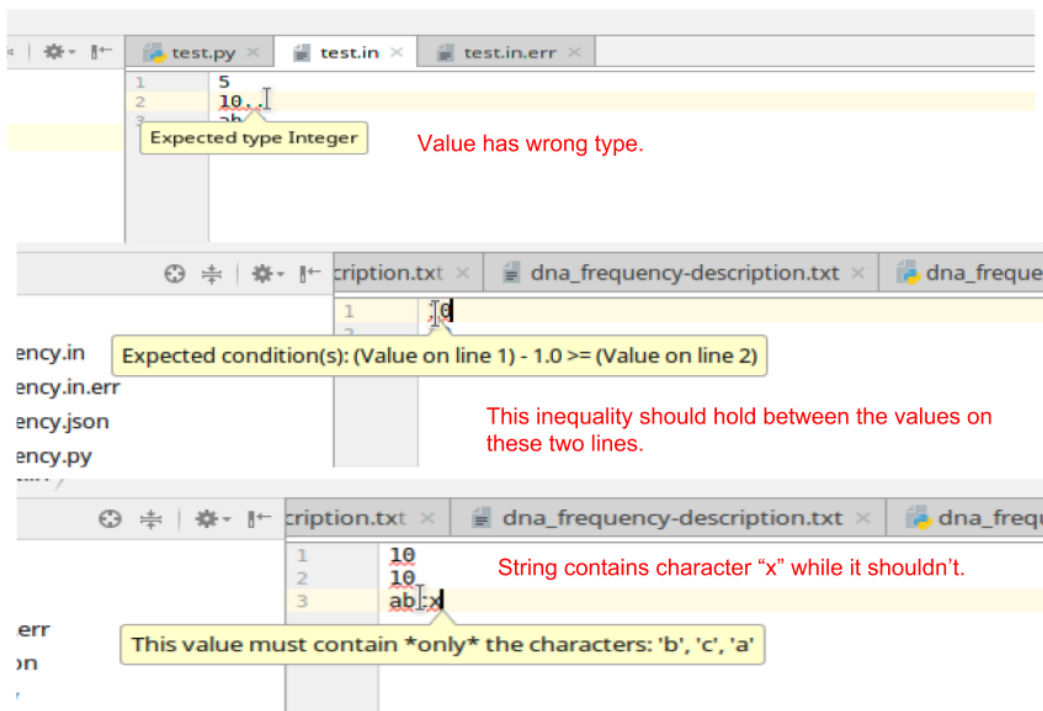 test.py
test.in
test.in.err
1 5
2 10..
3 ab
Expected type Integer
Value has wrong type.
cription.txt
dna_frequency-description.txt
dna_freque
1 10
2
ency.in
Expected condition(s): (Value on line 1) - 1.0 >= (Value on line 2)
ency.in.err
ency.json
This inequality should hold between the values on
these two lines.
ency.py
cription.txt
dna_frequency-description.txt
dna_frequ
1 10
String contains character “x” while it shouldn’t.
2 10
3 ab
.err
This value must contain *only* the characters: 'b', 'c', 'a'
on